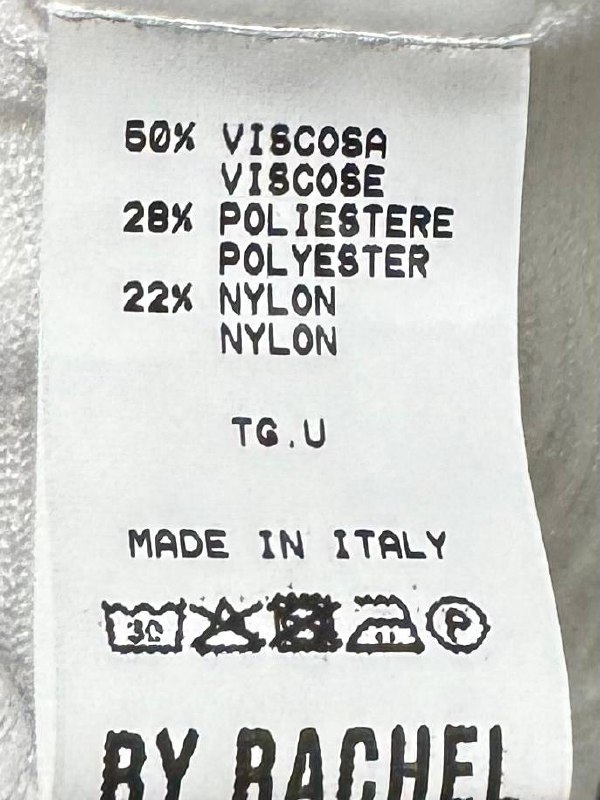 50% VISCOSA
VISCOSE
28% POLIESTERE
POLYESTER
22% NYLON
NYLON
TG.U
MADE IN ITALY
30 P
BY RACHEL